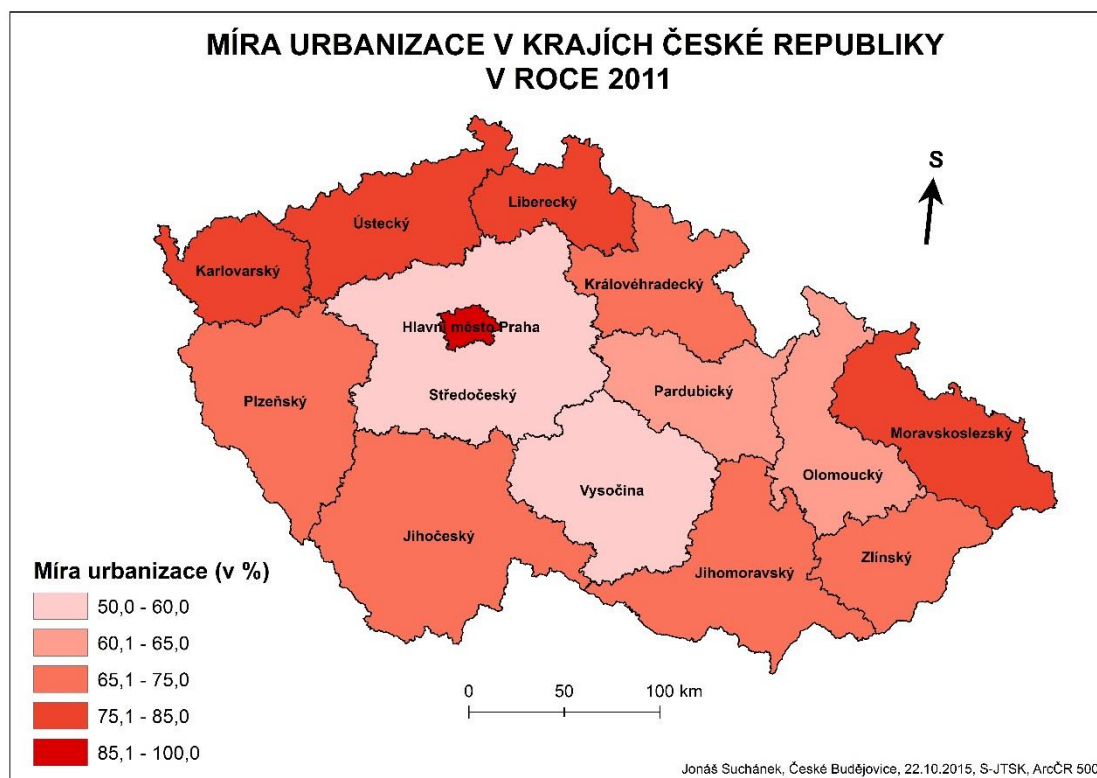 MÍRA URBANIZACE V KRAJÍCH ČESKÉ REPUBLIKY
V ROCE 2011
S
Liberecký
Ústecký
Karlovarský
Královéhradecký
Hlavní město Praha
Středočeský
Pardubický
Plzeňský
Moravskoslezský
Olomoucký
Vysočina
Jihočeský
Zlínský
Jihomoravský
Míra urbanizace (v %)
50,0 - 60,0
60,1 - 65,0
65,1 - 75,0
75,1 - 85,0
85,1 - 100,0
0 50 100 km
Jonáš Suchánek, České Budějovice, 22.10.2015, S-JTSK, ArcČR 500